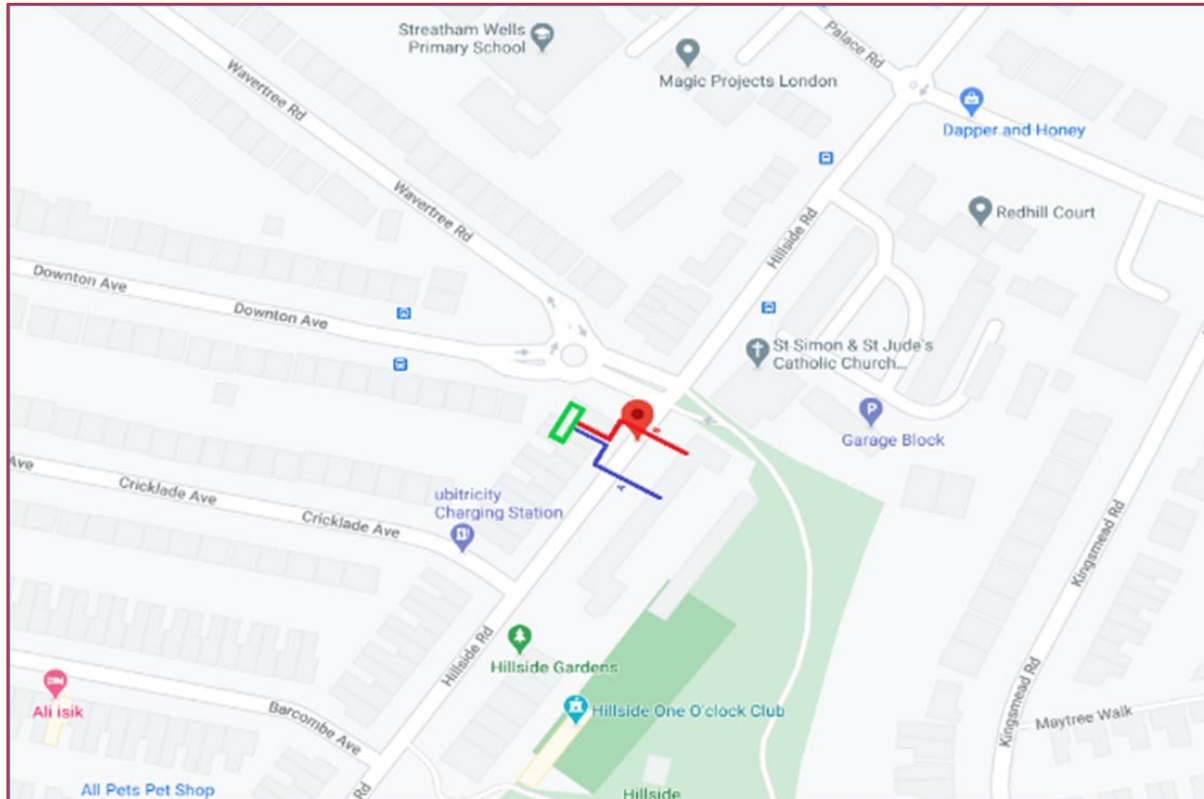 Streatham Wells
Primary School
Palace Rd
Magic Projects London
Wavertree Rd
Dapper and Honey
Wavertree Rd
Redhill Court
Hillside Rd
Downton Ave
Downton Ave
St Simon & St Jude's
Catholic Church...
P
Garage Block
Ave
Cricklade Ave
ubitricity
Charging Station
Cricklade Ave
A
Kingsmead Rd
Hillside Rd
Hillside Gardens
Kingsmead Rd
Ali isik
Barcombe Ave
Hillside One O'clock Club
Maytree Walk
All Pets Pet Shop
Rd
Hillside